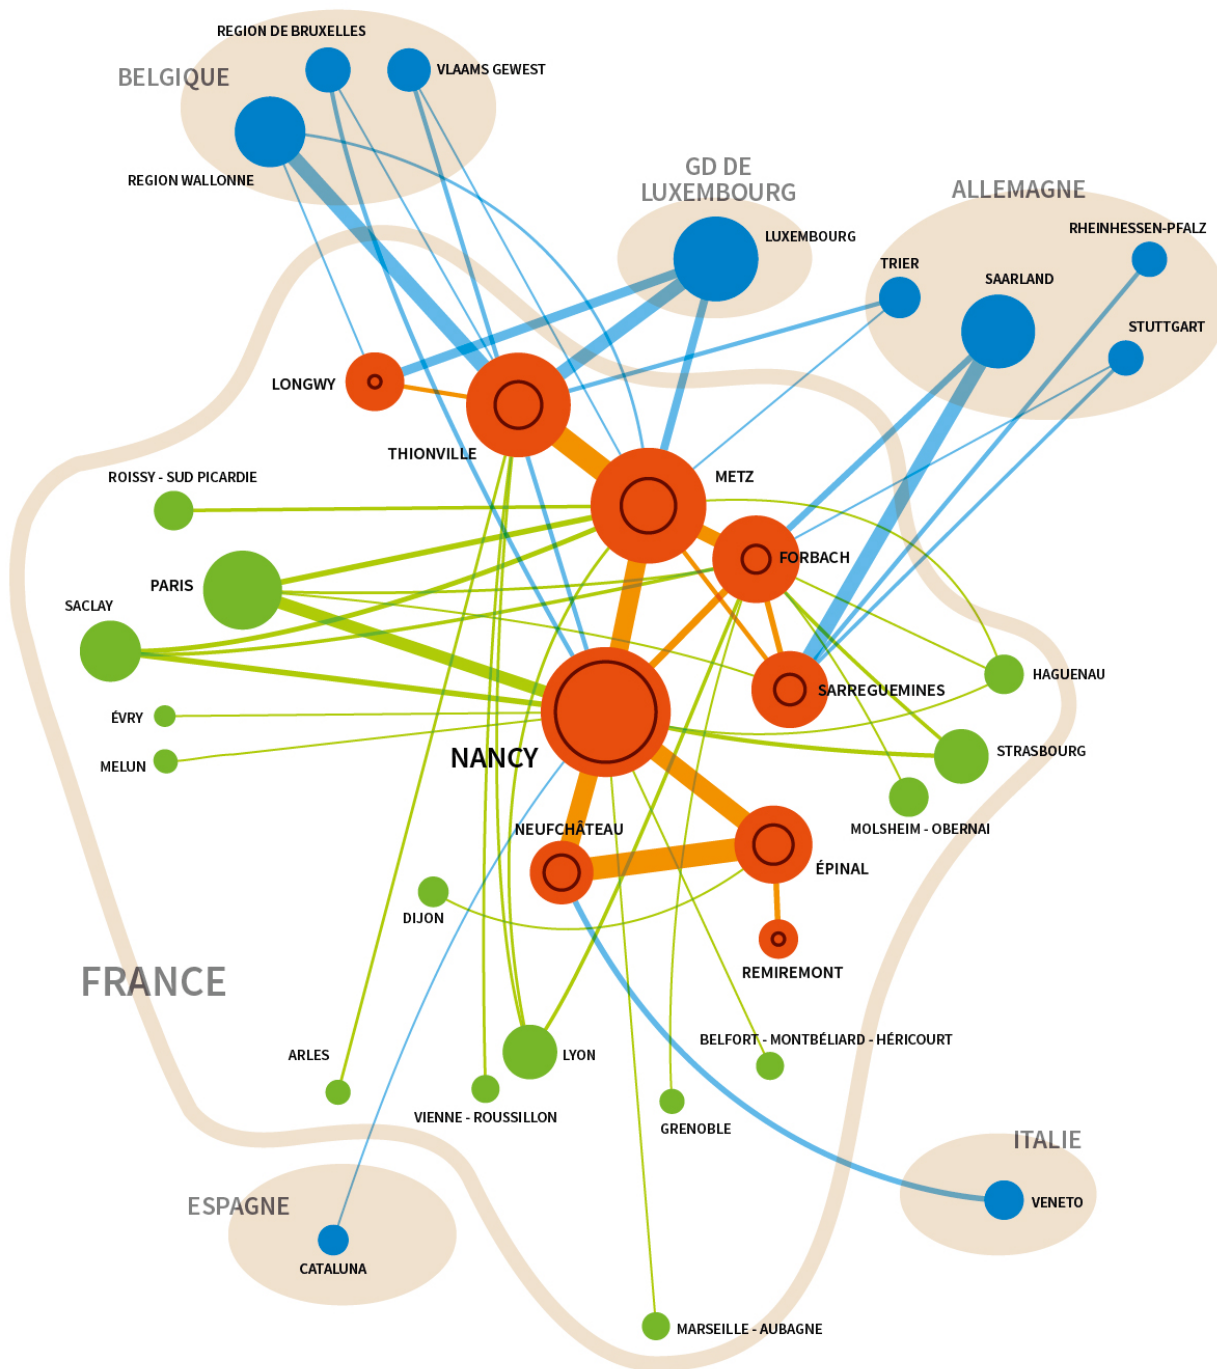 REGION DE BRUXELLES
BELGIQUE
VLAAMS GEWEST
REGION WALLONNE
GD DE
LUXEMBOURG
LUXEMBOURG
ALLEMAGNE
RHEINHESSEN-PFALZ
TRIER
SAARLAND
STUTTGART
LONGWY
THIONVILLE
METZ
ROISSY - SUD PICARDIE
FORBACH
PARIS
SACLAY
HAGUENAU
SARREGUEMINES
ÉVRY
STRASBOURG
NANCY
MELUN
NEUFCHÂTEAU
MOLSHEIM - OBERNAI
ÉPINAL
DIJON
REMIREMONT
FRANCE
BELFORT - MONTBÉLIARD - HÉRICOURT
ARLES
LYON
VIENNE - ROUSSILLON
GRENOBLE
ITALIE
ESPAGNE
VENETO
CATALUNA
MARSEILLE - AUBAGNE